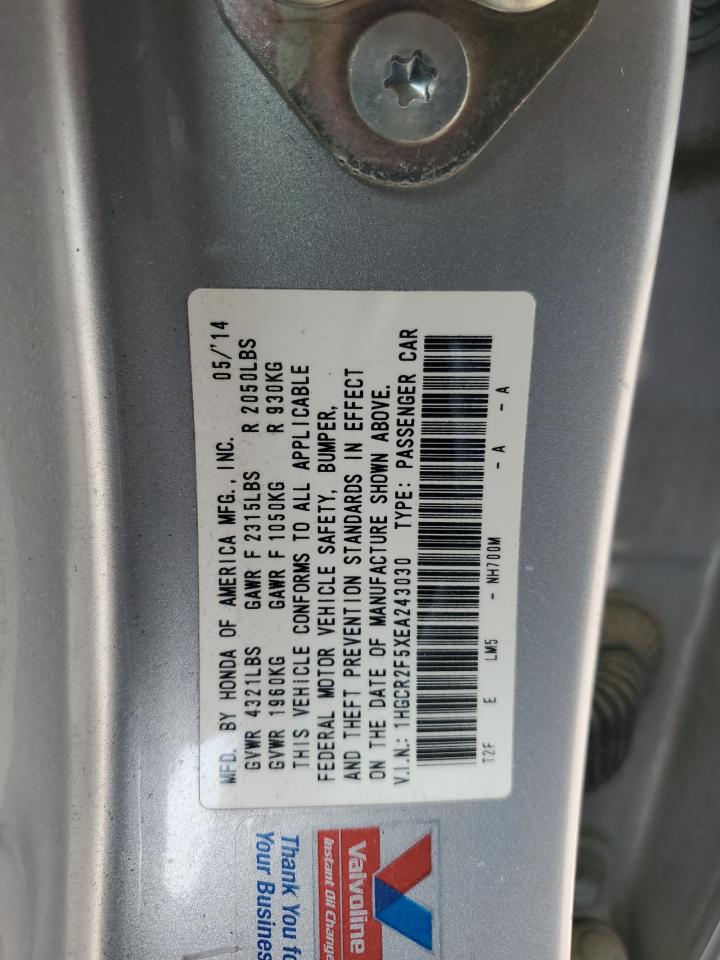 MFD. BY HONDA OF AMERICA MFG., INC. 05/'14
GVWR 4321LBS GAWR F 2315LBS R 2050LBS
GVWR 1960KG GAWR F 1050KG R 930KG
THIS VEHICLE CONFORMS TO ALL APPLICABLE
FEDERAL MOTOR VEHICLE SAFETY, BUMPER,
AND THEFT PREVENTION STANDARDS IN EFFECT
ON THE DATE OF MANUFACTURE SHOWN ABOVE.
V.I.N.: 1HGCR2F5XEA243030 TYPE: PASSENGER CAR
T2F E LM5 - NH700M - A - A
Valvoline
Instant Oil Change
Thank You fo
Your Busines